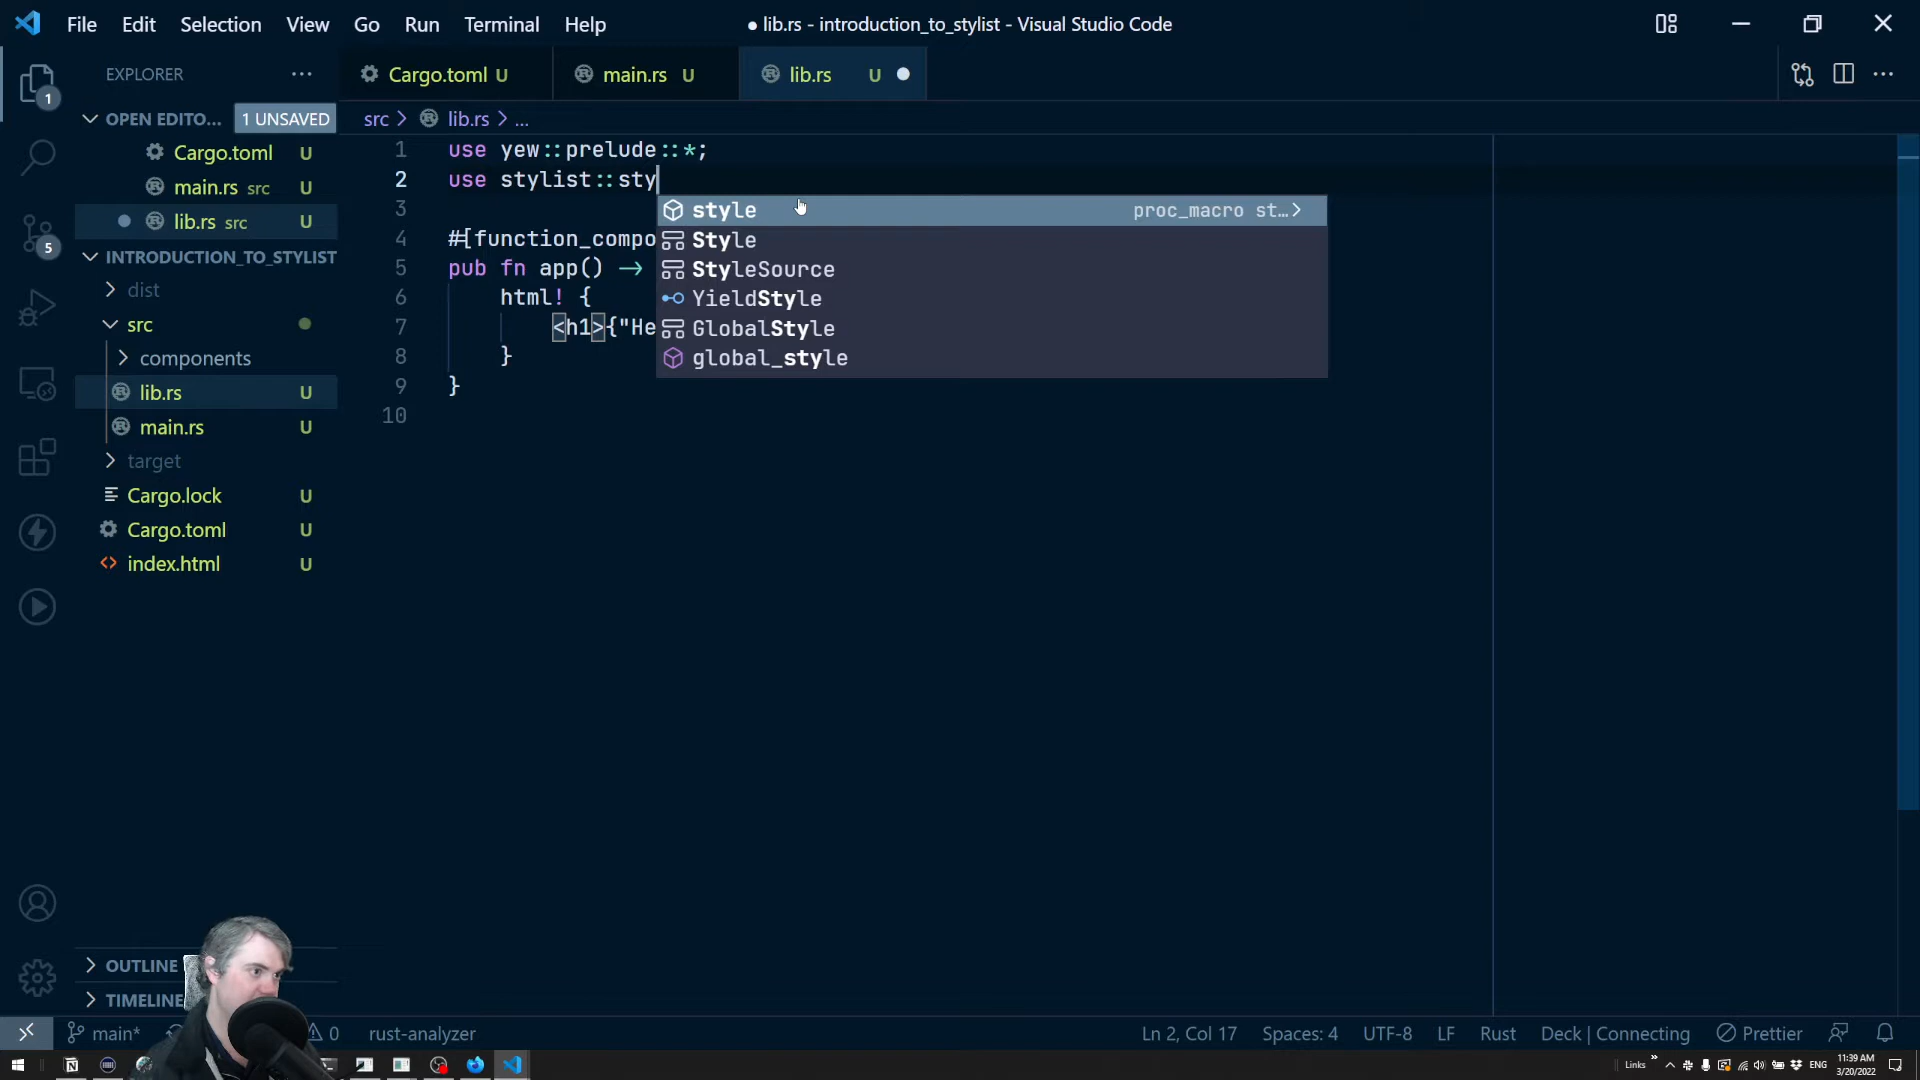 File Edit Selection View Go Run Terminal Help
● lib.rs - introduction_to_stylist - Visual Studio Code
EXPLORER
Cargo.toml U
main.rs U
lib.rs U
OPEN EDITO... 1 UNSAVED
src > lib.rs > ...
Cargo.toml U
main.rs src U
lib.rs src U
INTRODUCTION_TO_STYLIST
dist
src
components
lib.rs U
main.rs U
target
Cargo.lock U
Cargo.toml U
index.html U
OUTLINE
TIMELINE
1
5
1 use yew::prelude::*;
2 use stylist::sty
3
4 #[function_compo
5 pub fn app() →
6 html! {
7 <h1>{"He
8 }
9 }
10
style proc_macro st…>
Style
StyleSource
YieldStyle
GlobalStyle
global_style
main* 0 rust-analyzer
Ln 2, Col 17 Spaces: 4 UTF-8 LF Rust Deck | Connecting Prettier
Links » ENG 11:39 AM
3/20/2022